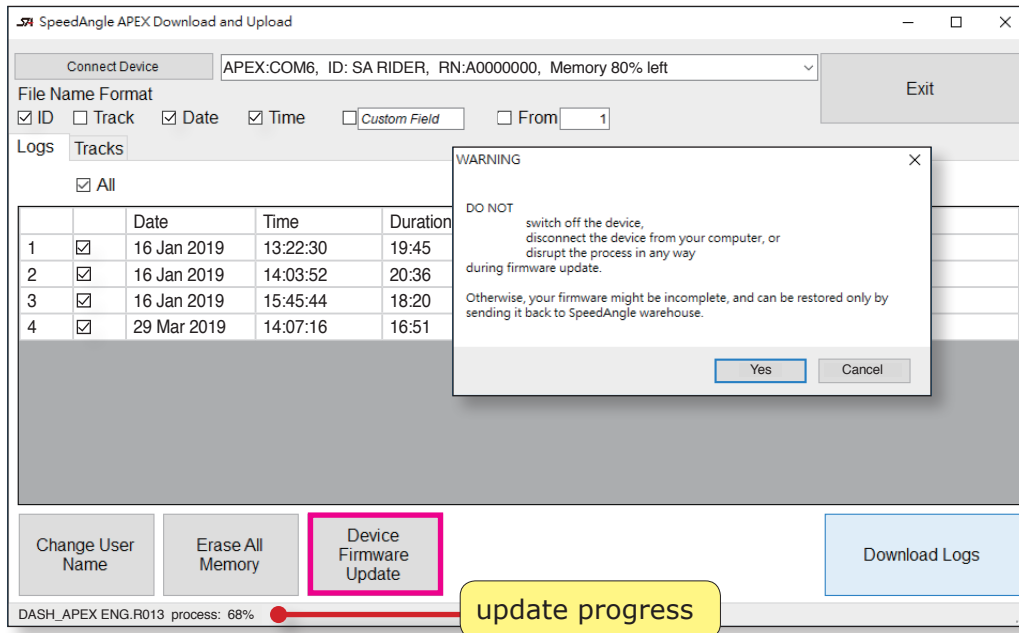 SA SpeedAngle APEX Download and Upload
Connect Device APEX:COM6, ID: SA RIDER, RN:A0000000, Memory 80% left
Exit
File Name Format
ID Track Date Time Custom Field From 1
Logs Tracks
All
Date Time Duration
1 16 Jan 2019 13:22:30 19:45
2 16 Jan 2019 14:03:52 20:36
3 16 Jan 2019 15:45:44 18:20
4 29 Mar 2019 14:07:16 16:51
WARNING
DO NOT
switch off the device,
disconnect the device from your computer, or
disrupt the process in any way
during firmware update.
Otherwise, your firmware might be incomplete, and can be restored only by
sending it back to SpeedAngle warehouse.
Yes Cancel
Change User
Name
Erase All
Memory
Device
Firmware
Update
Download Logs
DASH_APEX ENG.R013 process: 68%
update progress